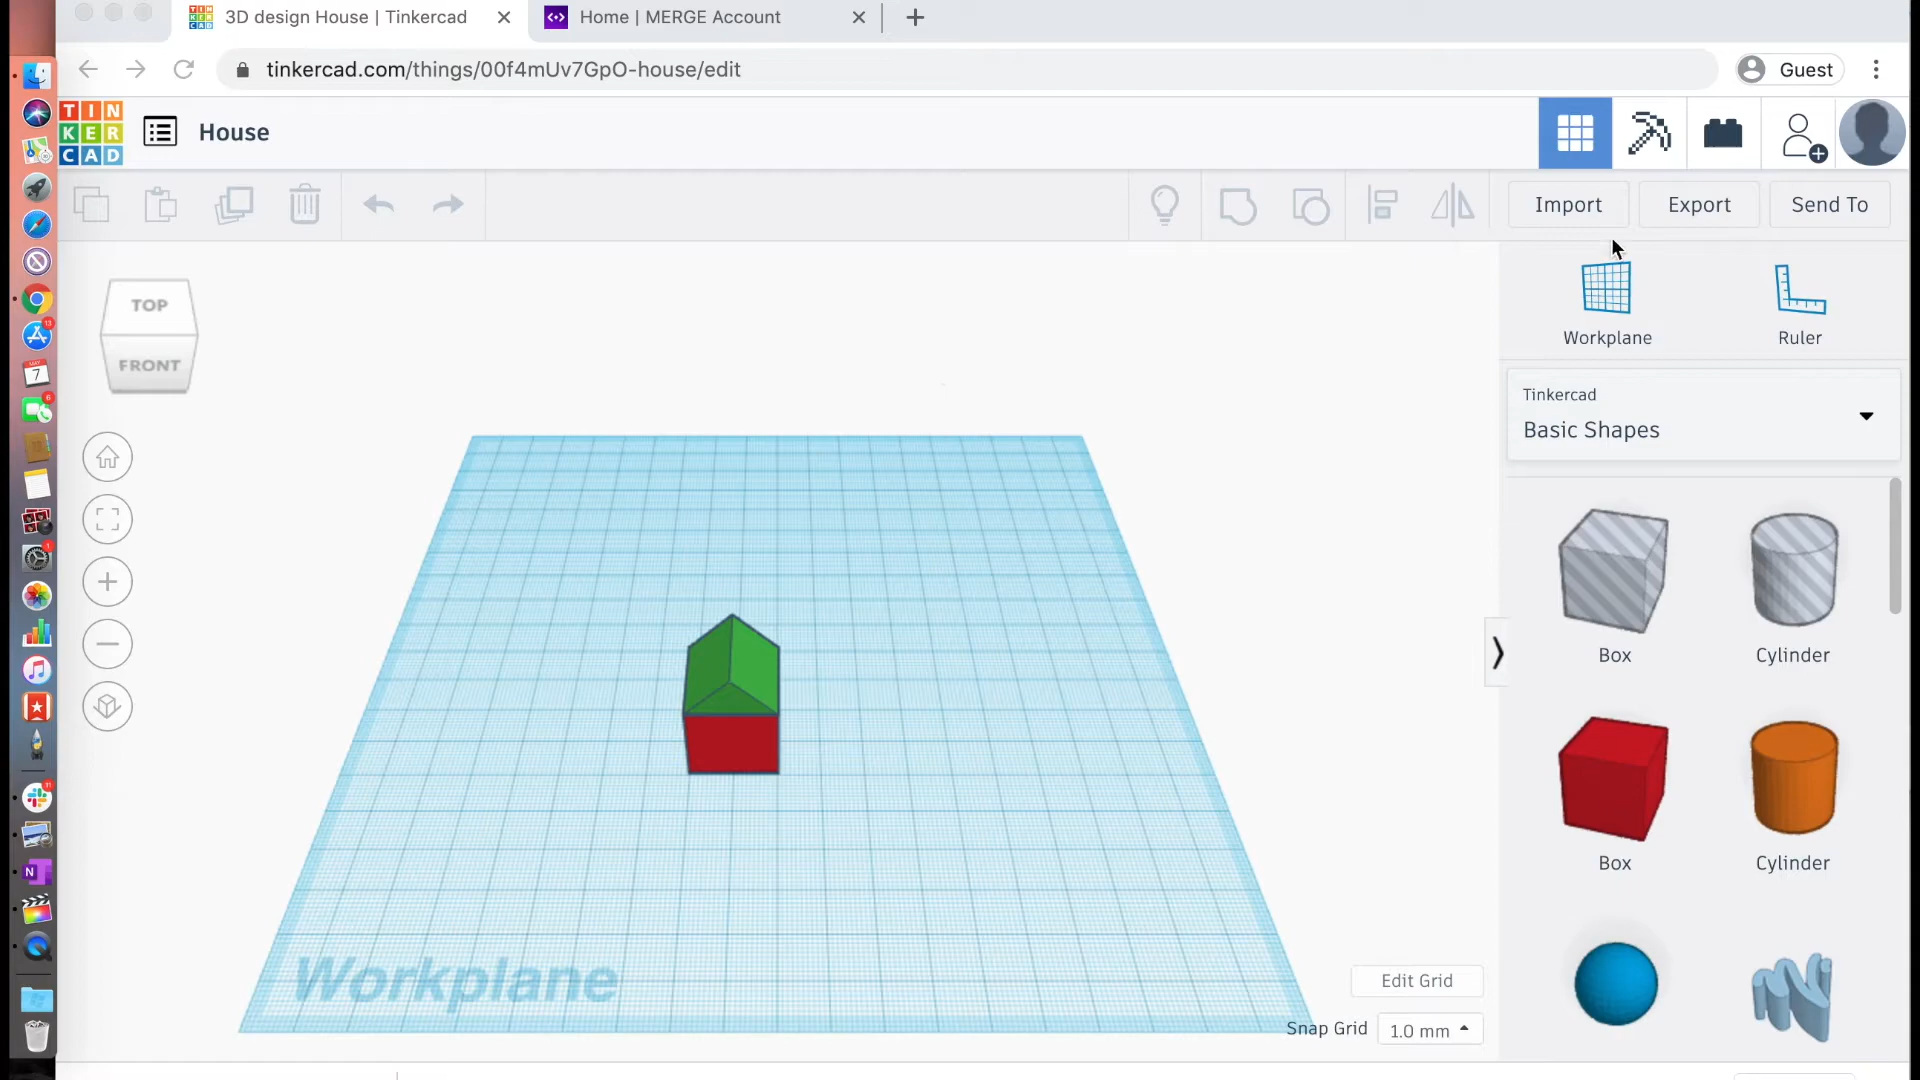 3D design House | Tinkercad
Home | MERGE Account
tinkercad.com/things/00f4mUv7GpO-house/edit
Guest
TIN
KER
CAD
House
Import
Export
Send To
TOP
FRONT
Workplane
Ruler
Tinkercad
Basic Shapes
Box
Cylinder
Box
Cylinder
Workplane
Edit Grid
Snap Grid
1.0 mm